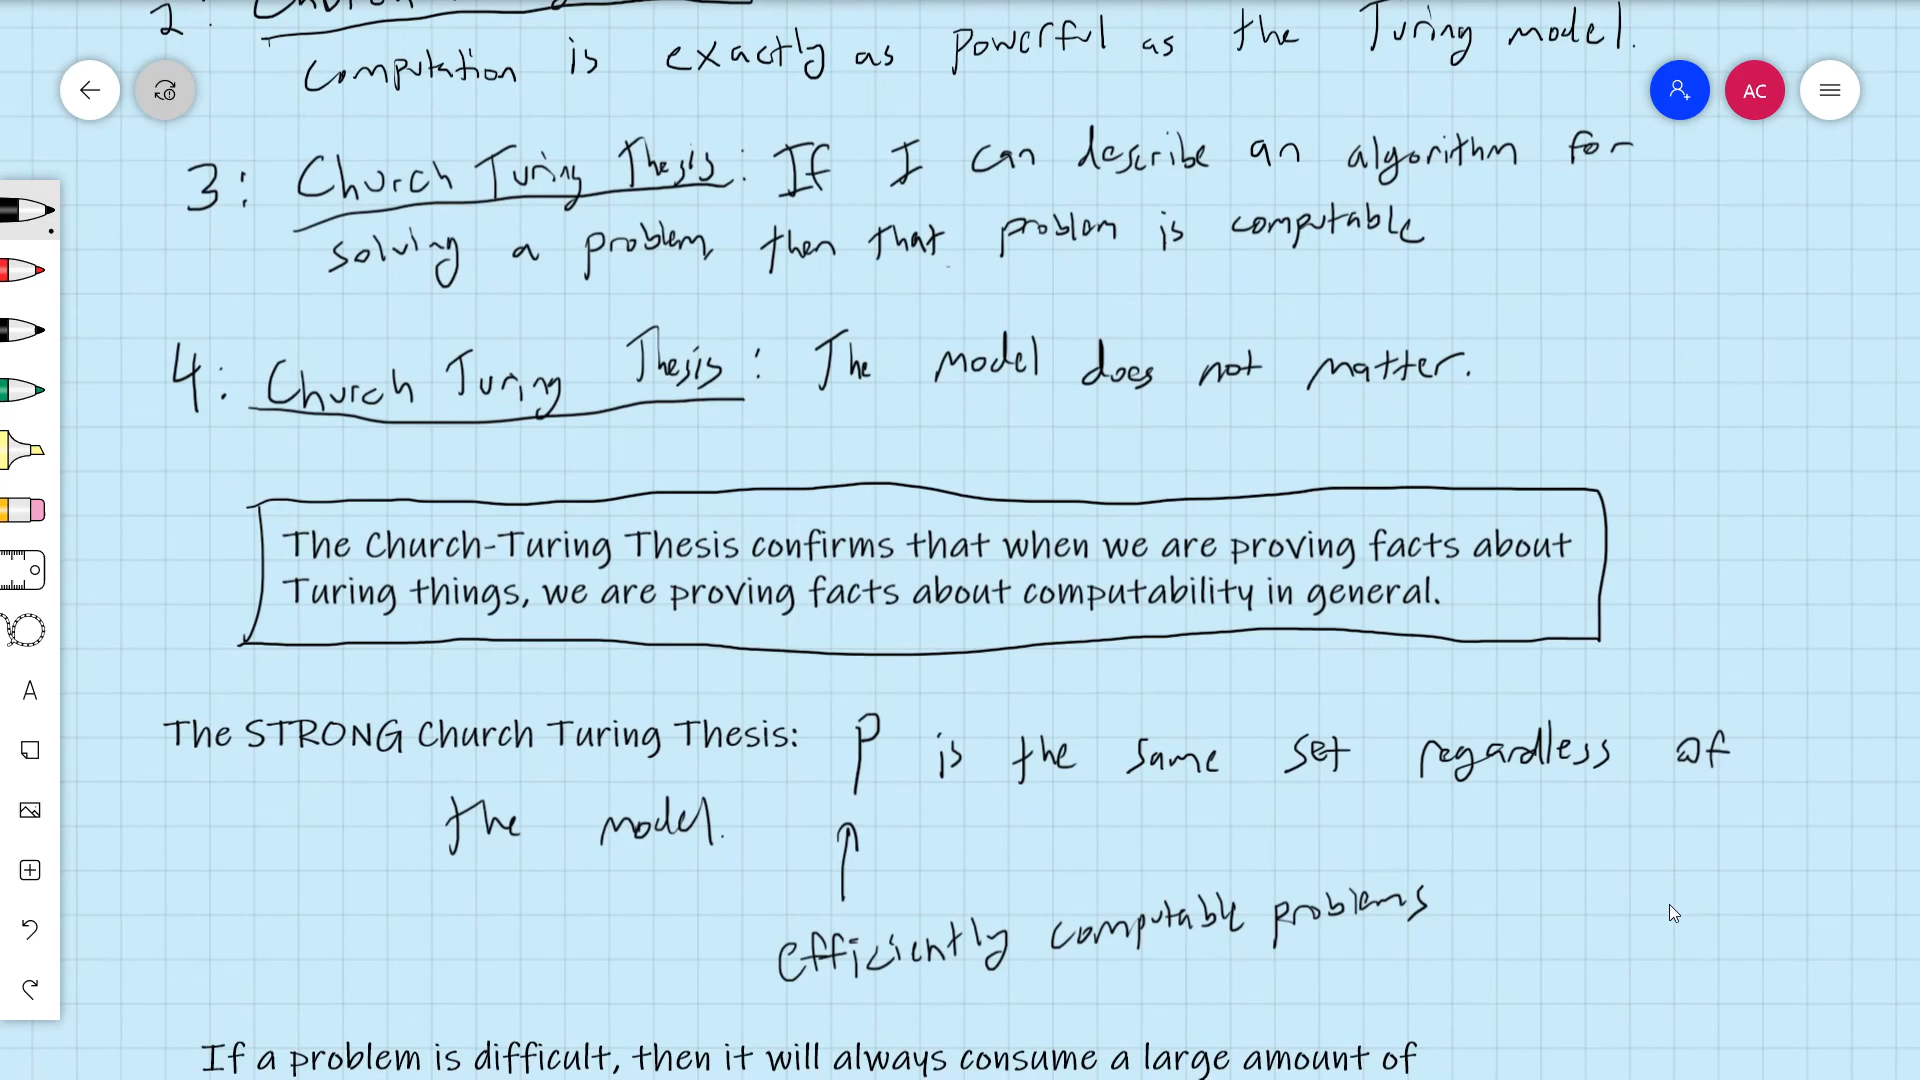 2:
Computation is exactly as powerful as the Turing model.
AC
3: Church Turing Thesis: If I can describe an algorithm for
solving a problem, then that problem is computable
4: Church Turing Thesis: The model does not matter.
The Church-Turing Thesis confirms that when we are proving facts about
Turing things, we are proving facts about computability in general.
The STRONG Church Turing Thesis: P is the same set regardless of
the model.
efficiently computable problems
If a problem is difficult, then it will always consume a large amount of
A